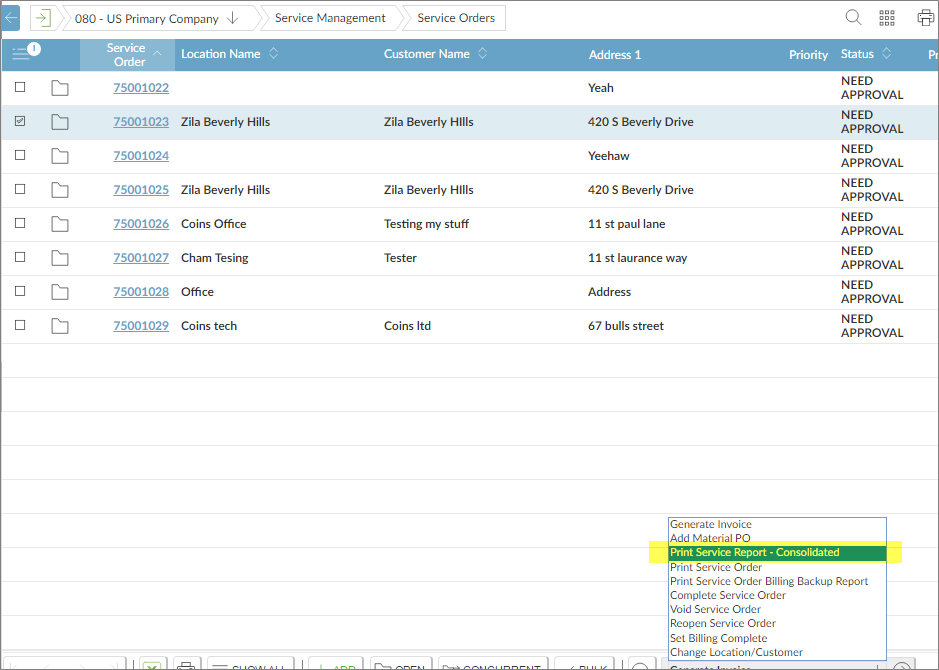 080 - US Primary Company Service Management Service Orders
1
Service Order Location Name Customer Name Address 1 Priority Status Pr
75001022 Yeah NEED APPROVAL
75001023 Zila Beverly Hills Zila Beverly HIlls 420 S Beverly Drive NEED APPROVAL
75001024 Yeehaw NEED APPROVAL
75001025 Zila Beverly Hills Zila Beverly HIlls 420 S Beverly Drive NEED APPROVAL
75001026 Coins Office Testing my stuff 11 st paul lane NEED APPROVAL
75001027 Cham Tesing Tester 11 st laurance way NEED APPROVAL
75001028 Office Address NEED APPROVAL
75001029 Coins tech Coins ltd 67 bulls street NEED APPROVAL
Generate Invoice
Add Material PO
Print Service Report - Consolidated
Print Service Order
Print Service Order Billing Backup Report
Complete Service Order
Void Service Order
Reopen Service Order
Set Billing Complete
Change Location/Customer
SHOW ALL ADD OPEN CONCURRENT BULK Generate Invoice